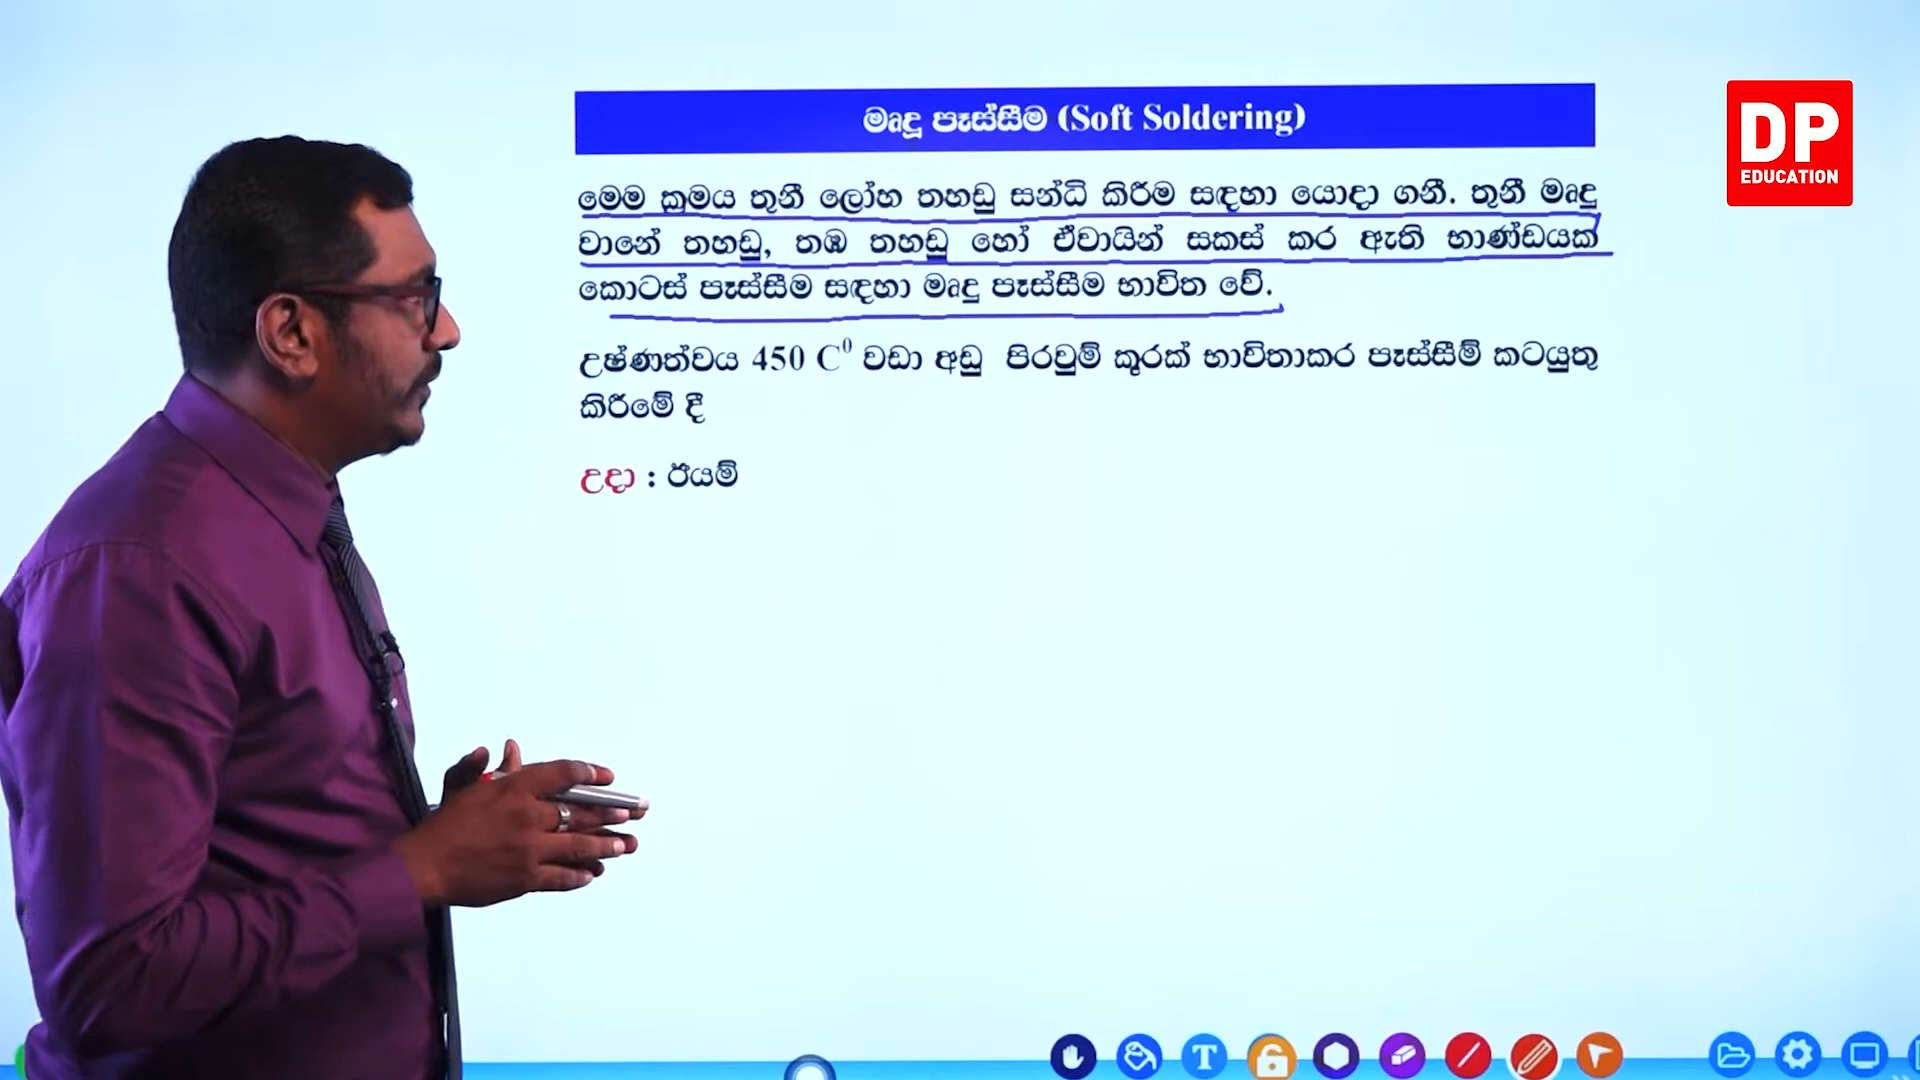 මෘදූ පෑස්සීම (Soft Soldering)
DP
EDUCATION
මෙම ක්‍රමය තුනී ලෝහ තහඩු සන්ධි කිරීම සඳහා යොදා ගනී. තුනී මෘදු
වානේ තහඩු, තඹ තහඩු හෝ ඒවායින් සකස් කර ඇති භාණ්ඩයක
කොටස් පෑස්සීම සඳහා මෘදු පෑස්සීම භාවිත වේ.
උෂ්ණත්වය 450 C⁰ වඩා අඩු පිරවුම් කූරක් භාවිතාකර පෑස්සීම් කටයුතු
කිරීමේ දී
උදා : ඊයම්
T